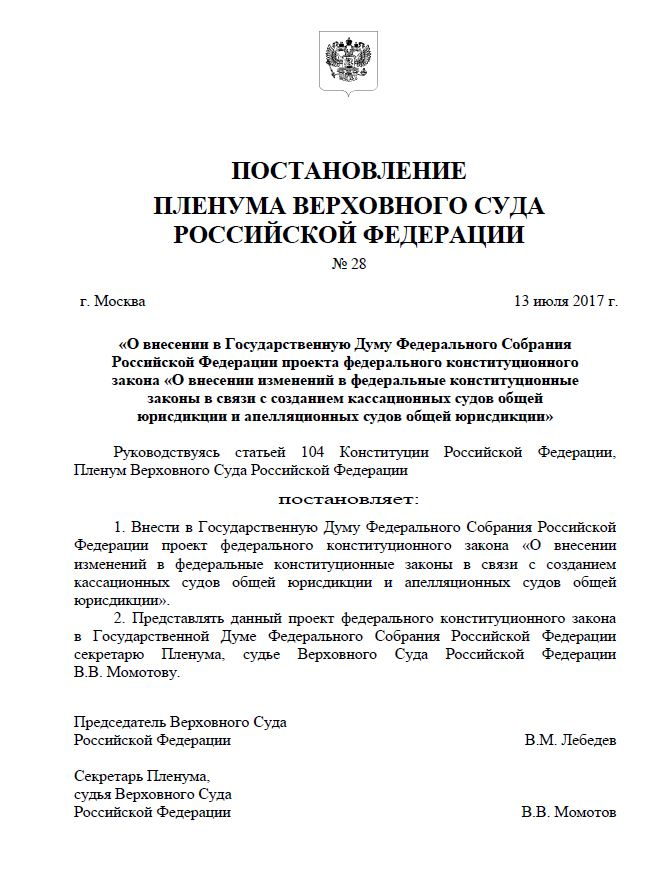 ПОСТАНОВЛЕНИЕ
ПЛЕНУМА ВЕРХОВНОГО СУДА
РОССИЙСКОЙ ФЕДЕРАЦИИ
№ 28
г. Москва 13 июля 2017 г.
«О внесении в Государственную Думу Федерального Собрания
Российской Федерации проекта федерального конституционного
закона «О внесении изменений в федеральные конституционные
законы в связи с созданием кассационных судов общей
юрисдикции и апелляционных судов общей юрисдикции»
Руководствуясь статьей 104 Конституции Российской Федерации,
Пленум Верховного Суда Российской Федерации
постановляет:
1. Внести в Государственную Думу Федерального Собрания Российской
Федерации проект федерального конституционного закона «О внесении
изменений в федеральные конституционные законы в связи с созданием
кассационных судов общей юрисдикции и апелляционных судов общей
юрисдикции».
2. Представлять данный проект федерального конституционного закона
в Государственной Думе Федерального Собрания Российской Федерации
секретарю Пленума, судье Верховного Суда Российской Федерации
В.В. Момотову.
Председатель Верховного Суда
Российской Федерации В.М. Лебедев
Секретарь Пленума,
судья Верховного Суда
Российской Федерации В.В. Момотов